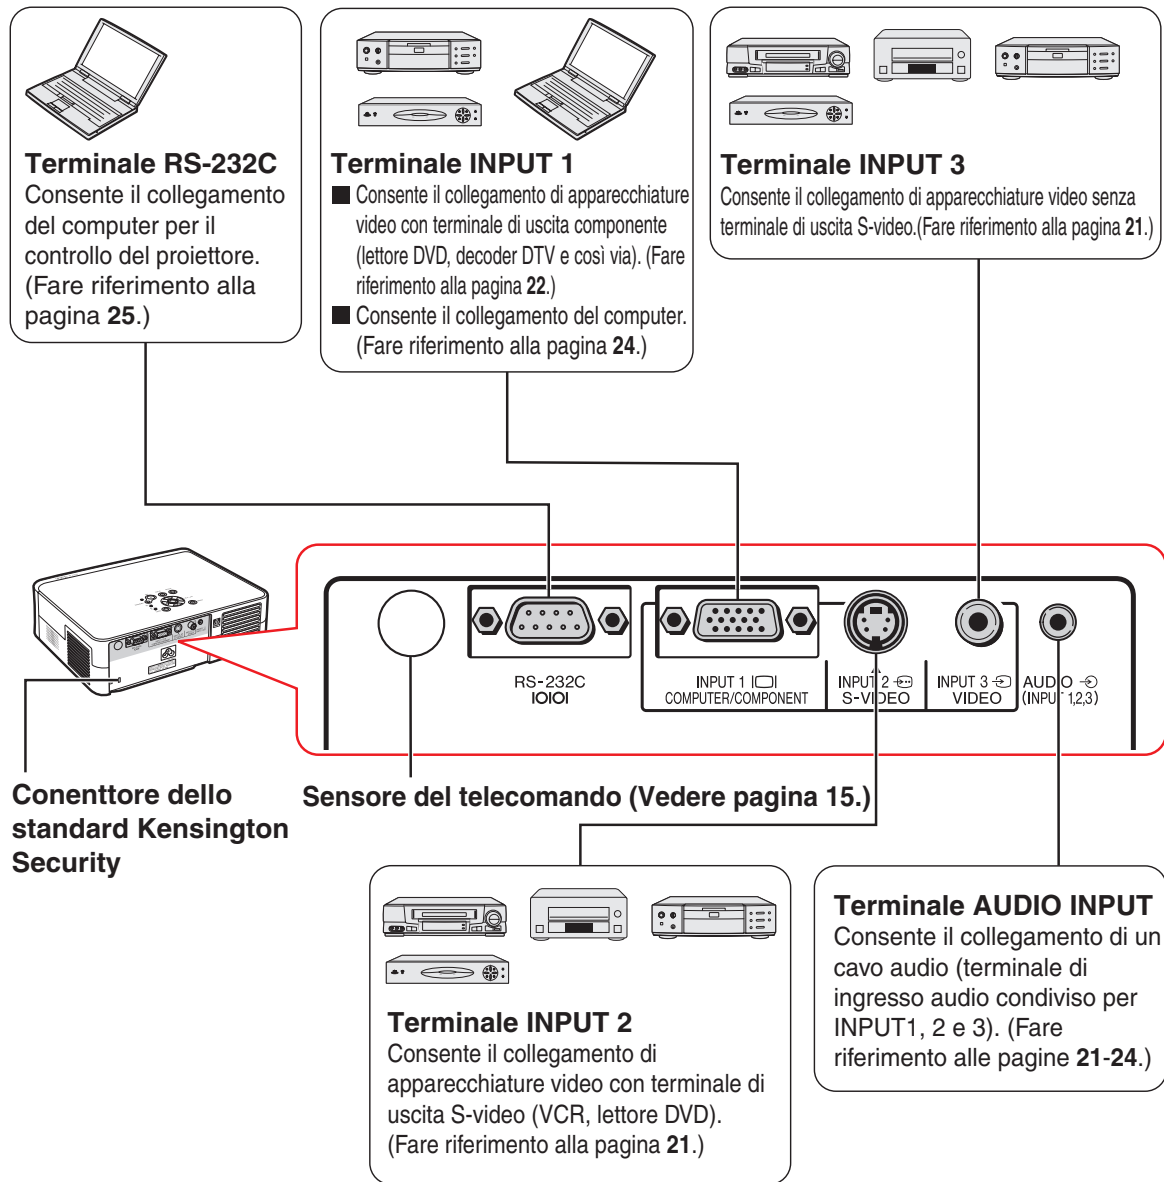 Terminale RS-232C
Consente il collegamento
del computer per il
controllo del proiettore.
(Fare riferimento alla
pagina 25.)
Terminale INPUT 1
■ Consente il collegamento di apparecchiature
video con terminale di uscita componente
(lettore DVD, decoder DTV e così via). (Fare
riferimento alla pagina 22.)
■ Consente il collegamento del computer.
(Fare riferimento alla pagina 24.)
Terminale INPUT 3
Consente il collegamento di apparecchiature video senza
terminale di uscita S-video.(Fare riferimento alla pagina 21.)
RS-232C
IOIOI
INPUT 1
COMPUTER/COMPONENT
INPUT 2
S-VIDEO
INPUT 3
VIDEO
AUDIO
(INPUT 1,2,3)
Conenttore dello
standard Kensington
Security
Sensore del telecomando (Vedere pagina 15.)
Terminale INPUT 2
Consente il collegamento di
apparecchiature video con terminale di
uscita S-video (VCR, lettore DVD).
(Fare riferimento alla pagina 21.)
Terminale AUDIO INPUT
Consente il collegamento di un
cavo audio (terminale di
ingresso audio condiviso per
INPUT1, 2 e 3). (Fare
riferimento alle pagine 21-24.)